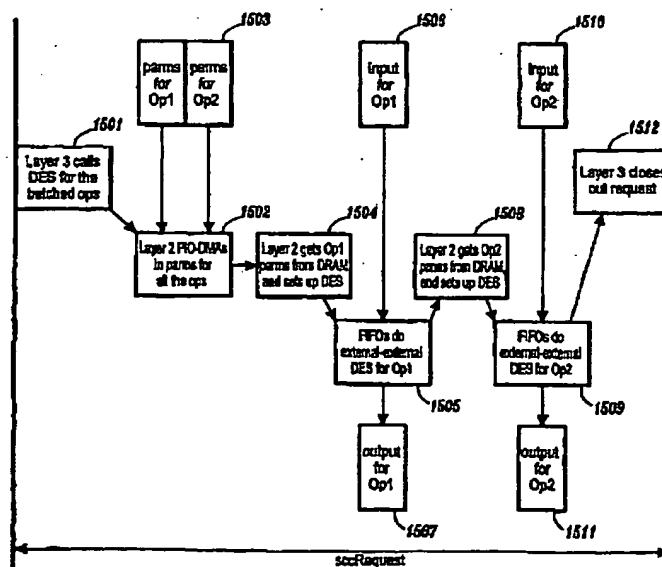 1503
1506
1510
parms for Op1
parms for Op2
Input for Op1
Input for Op2
1501
1512
Layer 3 calls
DES for the
batched ops
Layer 3 closes
out request
1502
1504
1508
Layer 2 PIO-DMAs
in parms for
all the ops
Layer 2 gets Op1
parms from DRAM,
and sets up DES
Layer 2 gets Op2
parms from DRAM,
and sets up DES
FIFOs do
external-external
DES for Op1
FIFOs do
external-external
DES for Op2
1505
1509
output
for
Op1
output
for
Op2
1507
1511
sccRequest